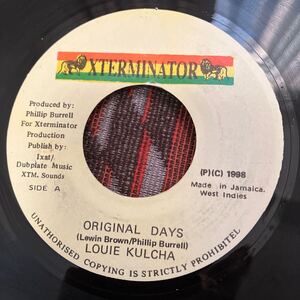 XTERMINATOR
Produced by:
Phillip Burrell
For Xterminator
Production
Publish by:
Ixat/
Dubplate Music
XTM. Sounds
SIDE A
(P)(C) 1998
Made in Jamaica.
West Indies
ORIGINAL DAYS
(Lewin Brown/Phillip Burrell)
LOUIE KULCHA
UNAUTHORISED COPYING IS STRICTLY PROHIBITED